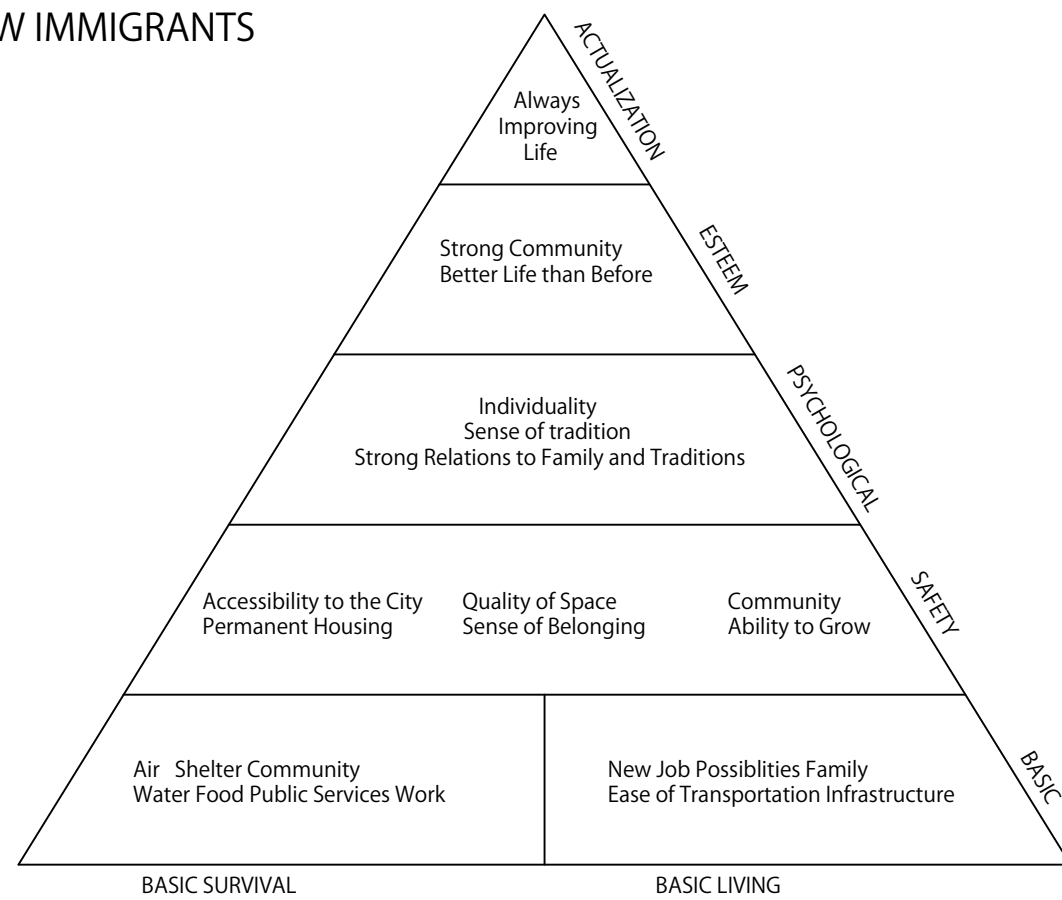 W IMMIGRANTS
ACTUALIZATION
Always
Improving
Life
ESTEEM
Strong Community
Better Life than Before
PSYCHOLOGICAL
Individuality
Sense of tradition
Strong Relations to Family and Traditions
SAFETY
Accessibility to the City
Permanent Housing
Quality of Space
Sense of Belonging
Community
Ability to Grow
BASIC
Air Shelter Community
Water Food Public Services Work
New Job Possiblities Family
Ease of Transportation Infrastructure
BASIC SURVIVAL
BASIC LIVING